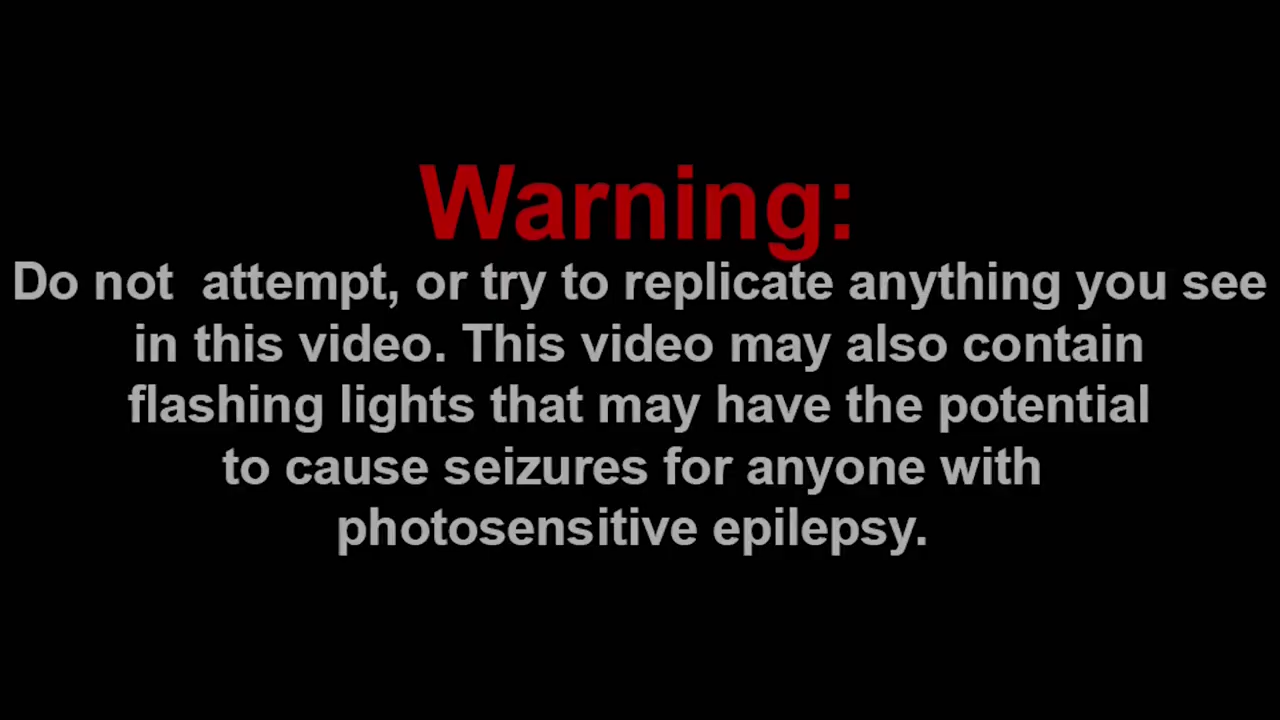 Warning:
Do not  attempt, or try to replicate anything you see
in this video. This video may also contain
flashing lights that may have the potential
to cause seizures for anyone with
photosensitive epilepsy.